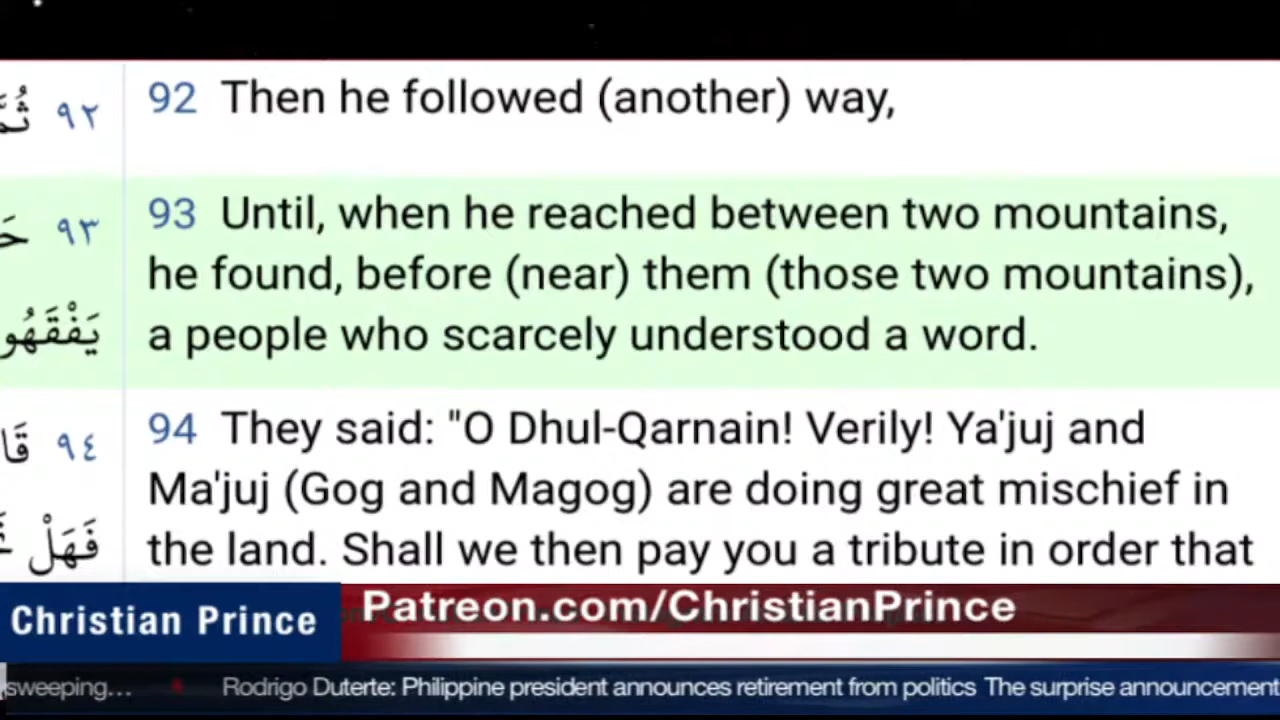 92 Then he followed (another) way,
٩٢
93 Until, when he reached between two mountains,
٩٣
he found, before (near) them (those two mountains),
a people who scarcely understood a word.
94 They said: "O Dhul-Qarnain! Verily! Ya'juj and
٩٤
Ma'juj (Gog and Magog) are doing great mischief in
the land. Shall we then pay you a tribute in order that
فَهَلْ
Christian Prince
Patreon.com/ChristianPrince
sweeping... Rodrigo Duterte: Philippine president announces retirement from politics The surprise announcement